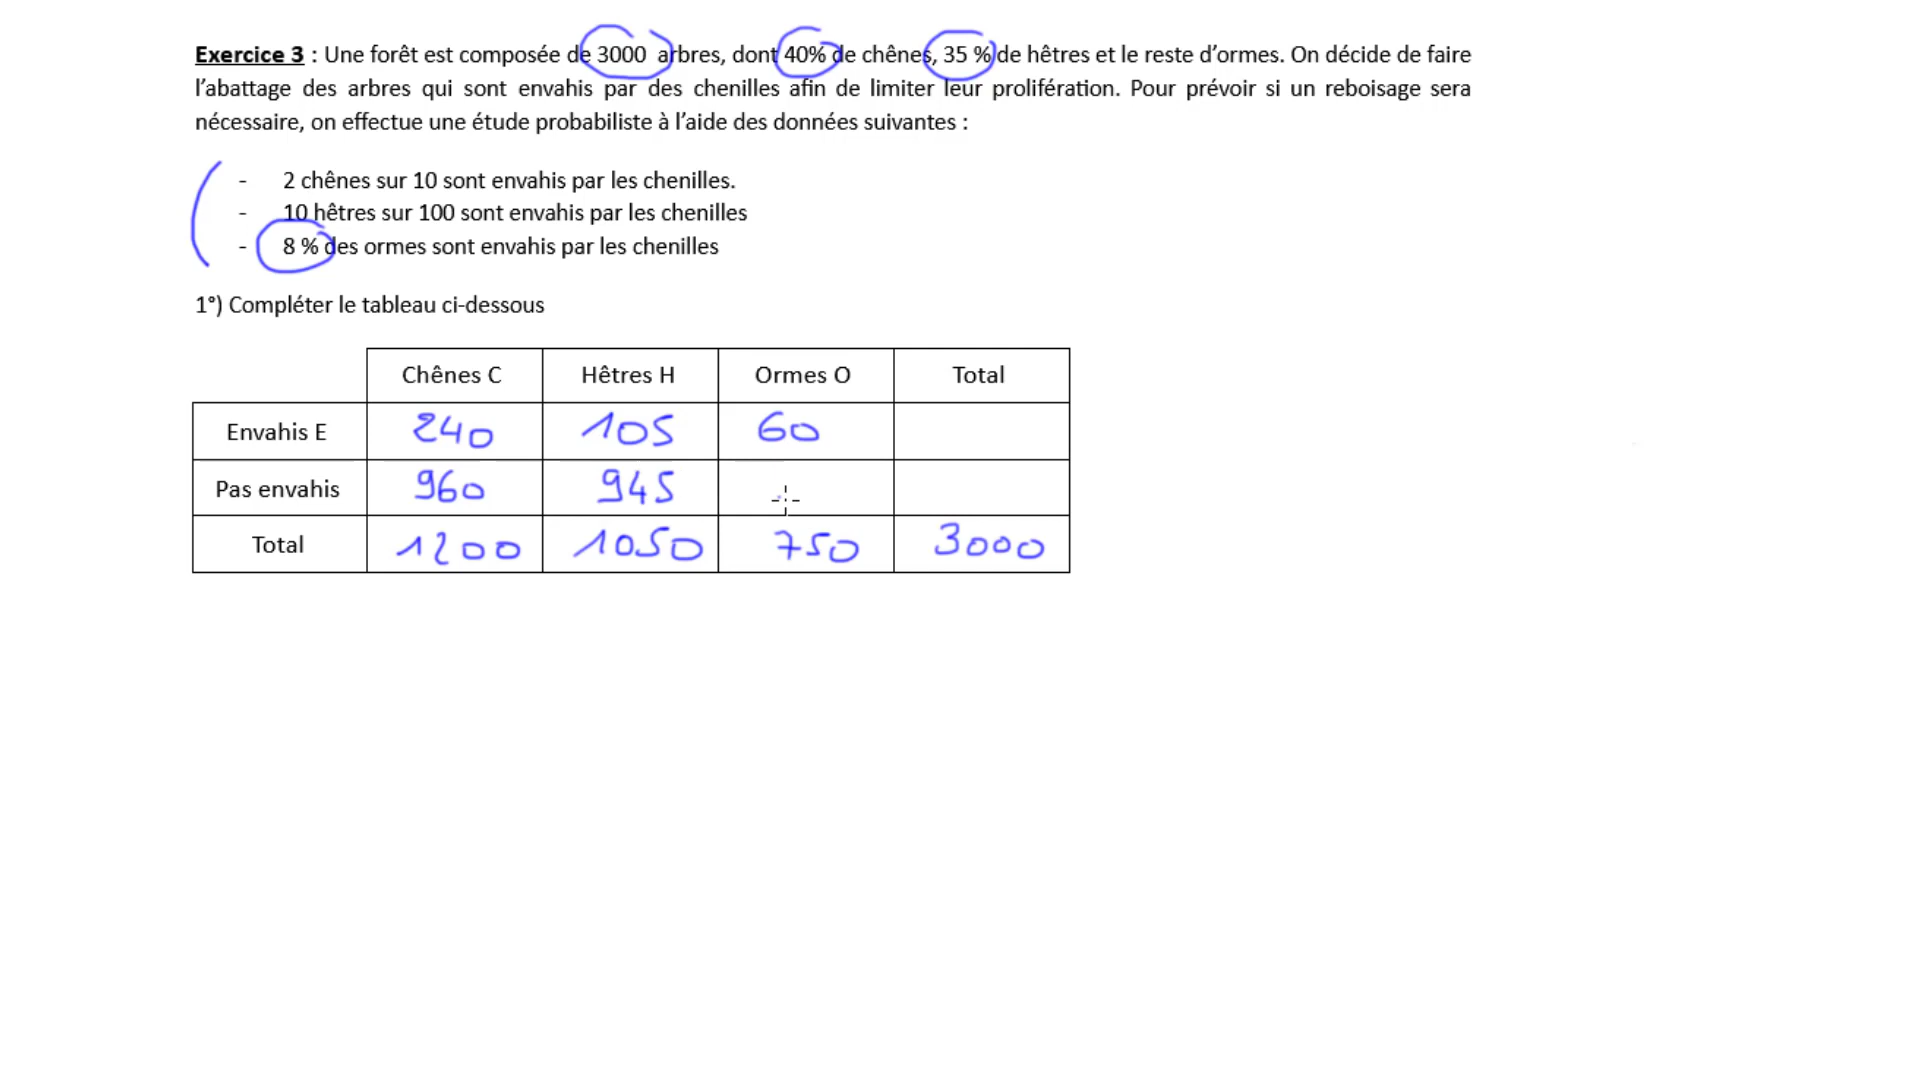 Exercice 3 : Une forêt est composée de 3000 arbres, dont 40% de chênes, 35 % de hêtres et le reste d’ormes. On décide de faire
l’abattage des arbres qui sont envahis par des chenilles afin de limiter leur prolifération. Pour prévoir si un reboisage sera
nécessaire, on effectue une étude probabiliste à l’aide des données suivantes :
- 2 chênes sur 10 sont envahis par les chenilles.
- 10 hêtres sur 100 sont envahis par les chenilles
- 8 % des ormes sont envahis par les chenilles
1°) Compléter le tableau ci-dessous
Chênes C Hêtres H Ormes O Total
Envahis E 240 105 60
Pas envahis 960 945
Total 1200 1050 750 3000